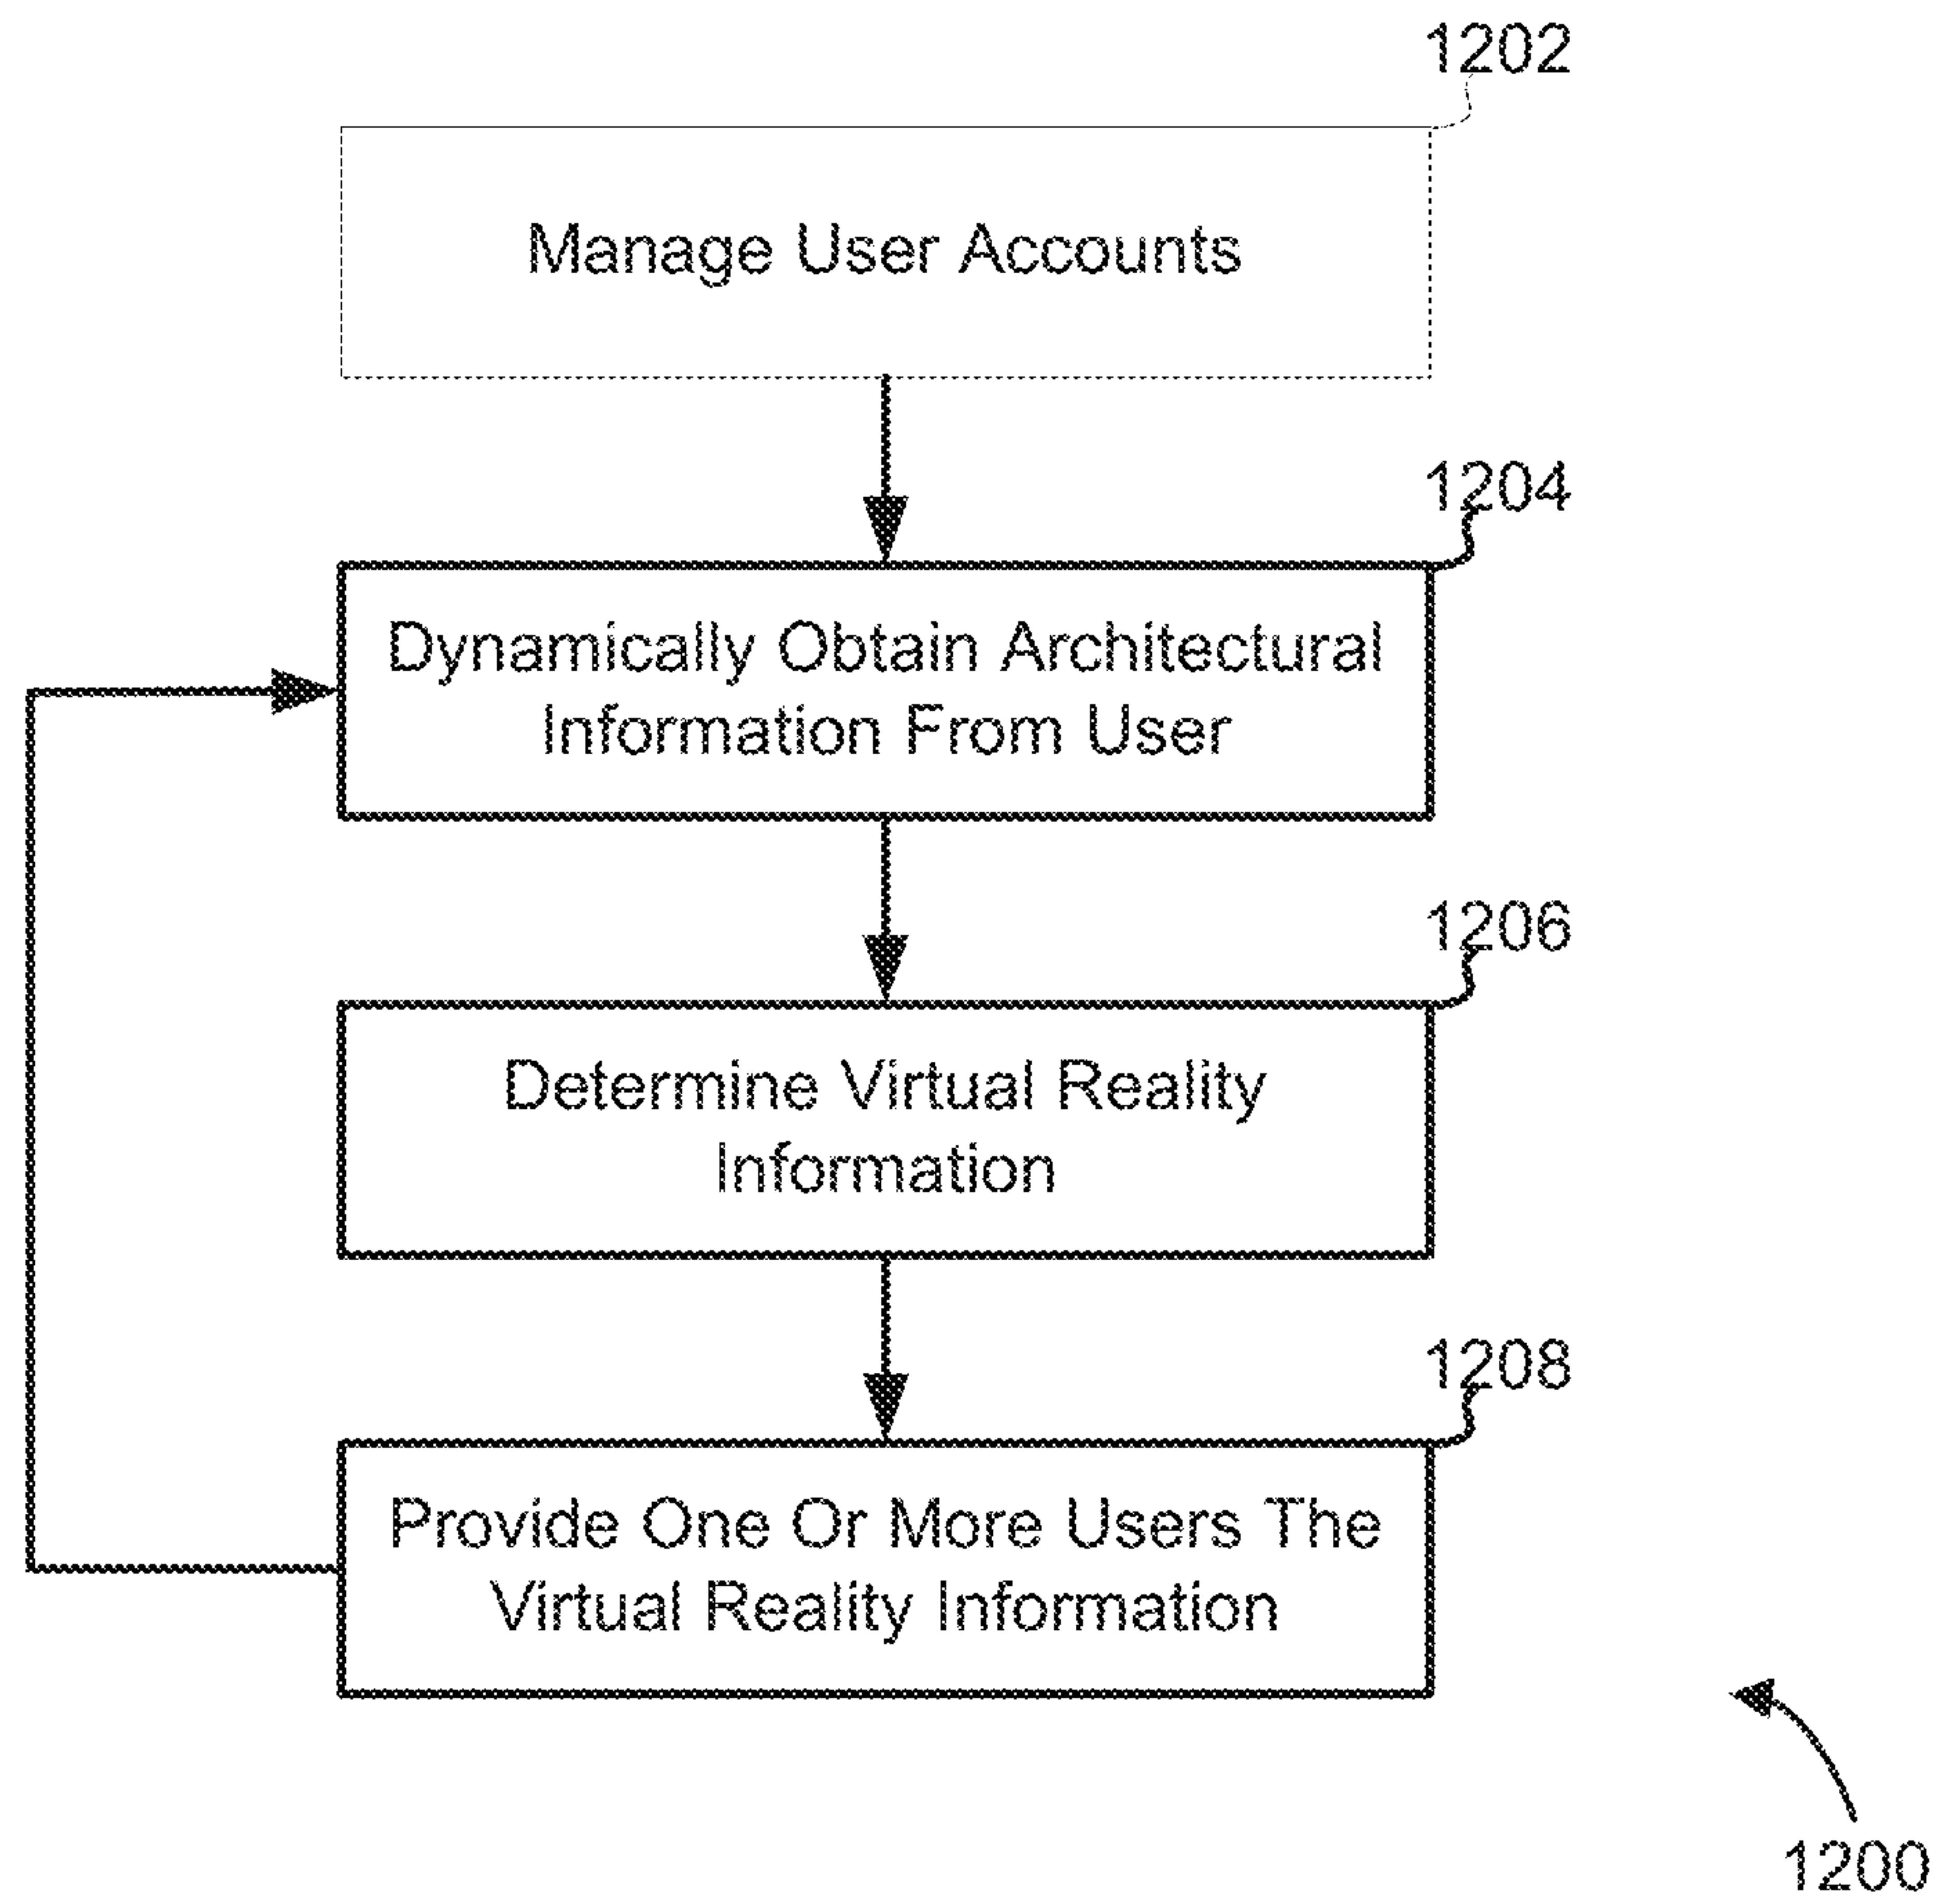 1202
Manage User Accounts
1204
Dynamically Obtain Architectural
Information From User
1206
Determine Virtual Reality
Information
1208
Provide One Or More Users The
Virtual Reality Information
1200